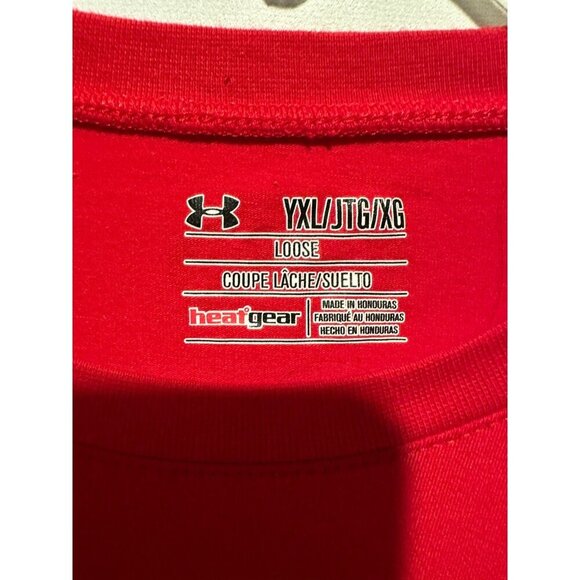 YXL/JTG/XG
LOOSE
COUPE LÂCHE/SUELTO
heatgear
MADE IN HONDURAS
FABRIQUÉ AU HONDURAS
HECHO EN HONDURAS